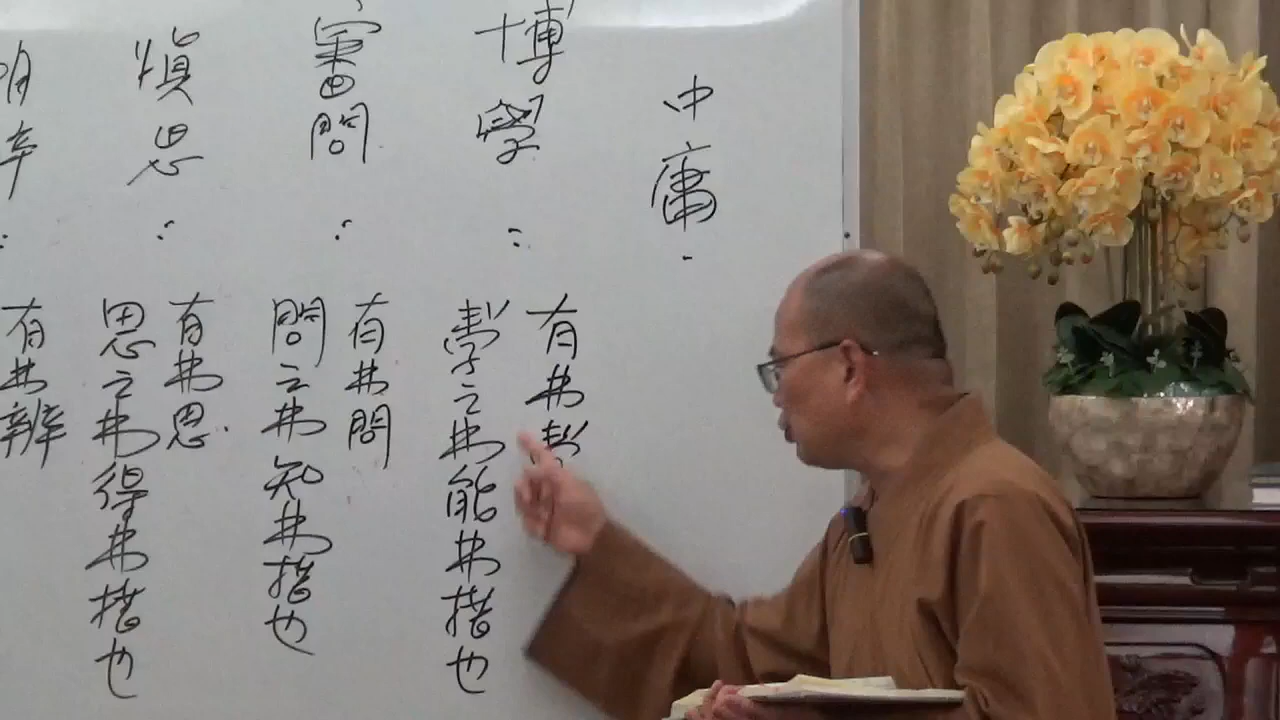 中庸：
博學：
有弗學
學之弗能弗措也
審問：
有弗問
問之弗知弗措也
慎思：
有弗思
思之弗得弗措也
明辛：
有弗辨